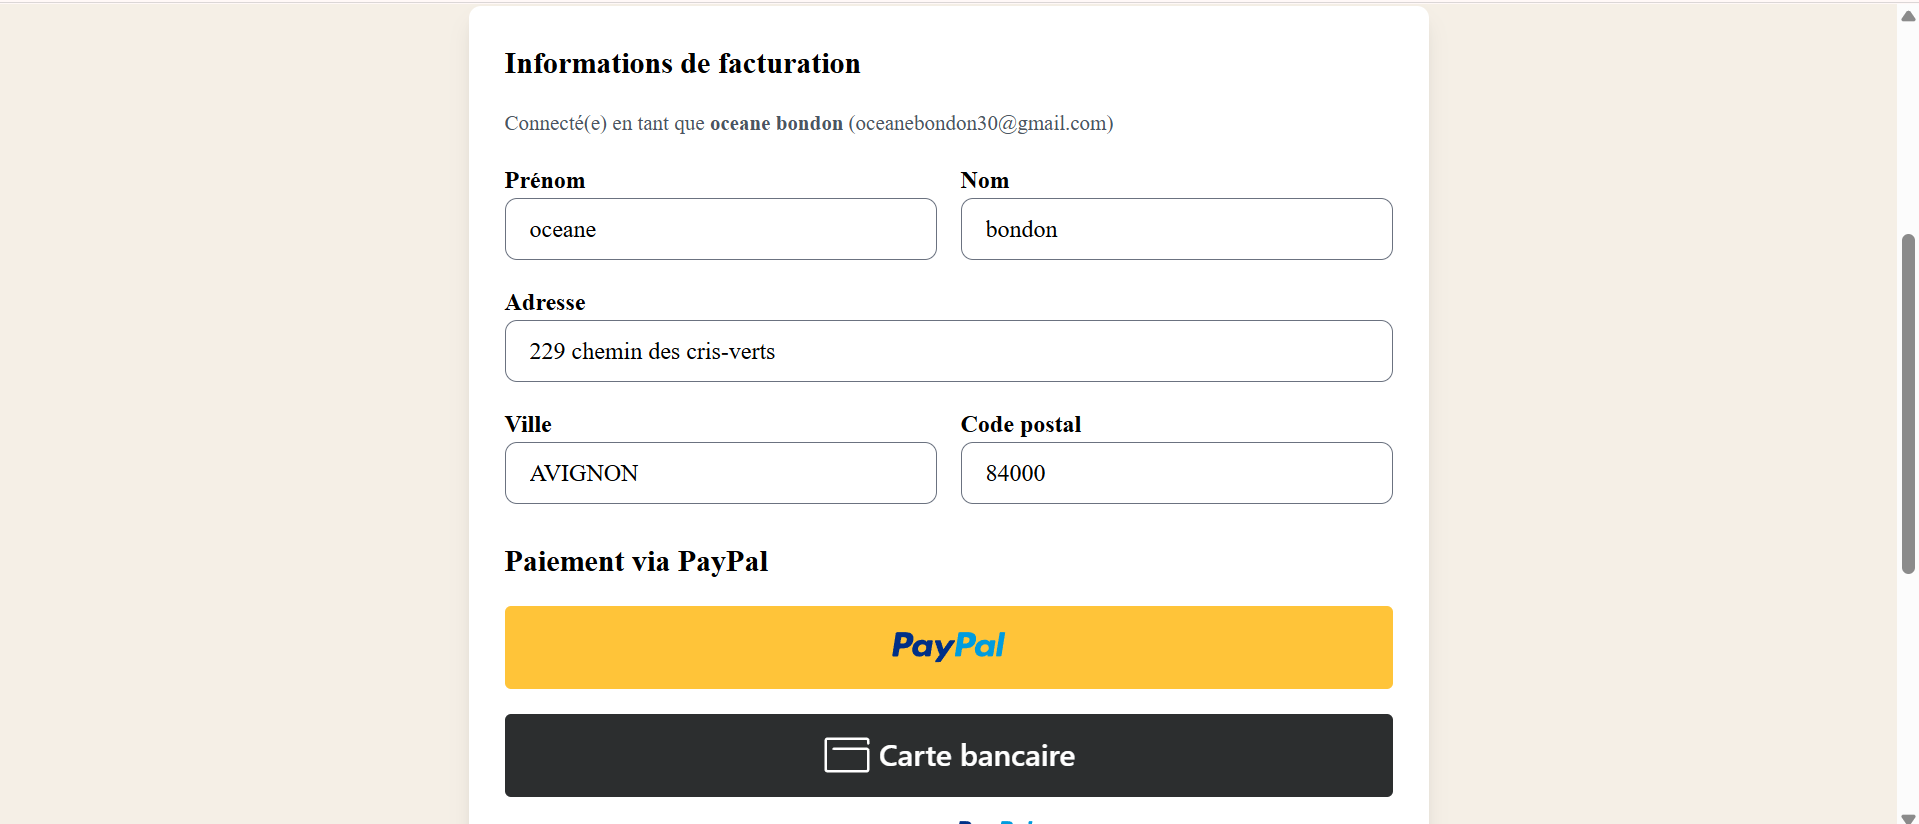 Informations de facturation
Connecté(e) en tant que oceane bondon (oceanebondon30@gmail.com)
Prénom
Nom
oceane
bondon
Adresse
229 chemin des cris-verts
Ville
Code postal
AVIGNON
84000
Paiement via PayPal
PayPal
Carte bancaire